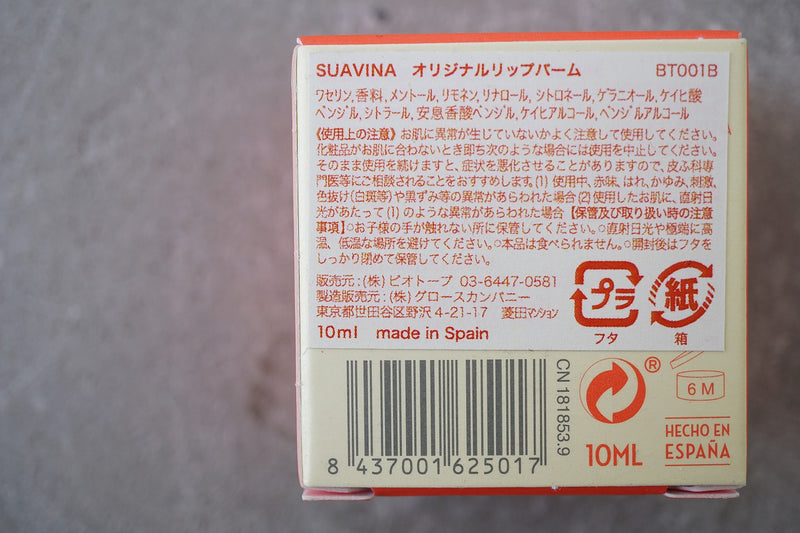 SUAVINA オリジナルリップバーム BT001B
ワセリン,香料,メントール,リモネン,リナロール,シトロネール,ゲラニオール,ケイヒ酸
ベンジル,シトラール,安息香酸ベンジル,ケイヒアルコール,ベンジルアルコール
《使用上の注意》お肌に異常が生じていないかよく注意して使用してください。
化粧品がお肌に合わないとき即ち次のような場合には使用を中止してください。
そのまま使用を続けますと、症状を悪化させることがありますので、皮ふ科専
門医等にご相談されることをおすすめします。(1) 使用中、赤味、はれ、かゆみ、刺激、
色抜け(白斑等)や黒ずみ等の異常があらわれた場合 (2) 使用したお肌に、直射日
光があたって (1) のような異常があらわれた場合【保管及び取り扱い時の注意
事項】○お子様の手が触れない所に保管してください。○直射日光や極端に高
温、低温な場所を避けてください。○本品は食べられません。○開封後はフタを
しっかり閉めて保管してください。
販売元:(株) ビオトープ 03-6447-0581
製造販売元:(株) グロースカンパニー
東京都世田谷区野沢 4-21-17 菱田マンション
10ml made in Spain
プラ
フタ
紙
箱
CN 181853.9
®
6 M
10ML
HECHO EN
ESPAÑA
8 437001 625017